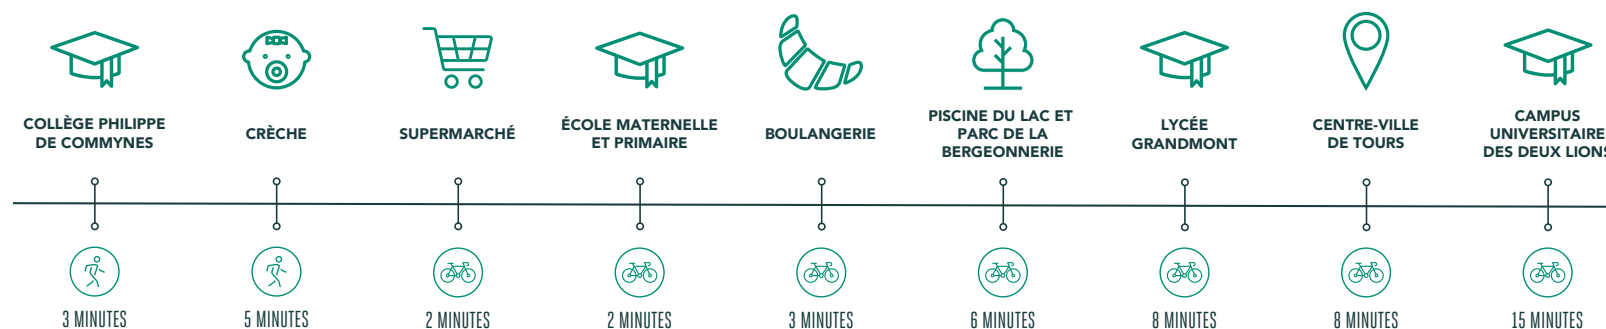 COLLÈGE PHILIPPE
DE COMMYNES
CRÈCHE
SUPERMARCHÉ
ÉCOLE MATERNELLE
ET PRIMAIRE
BOULANGERIE
PISCINE DU LAC ET
PARC DE LA
BERGEONNERIE
LYCÉE
GRANDMONT
CENTRE-VILLE
DE TOURS
CAMPUS
UNIVERSITAIRE
DES DEUX LIONS
3 MINUTES
5 MINUTES
2 MINUTES
2 MINUTES
3 MINUTES
6 MINUTES
8 MINUTES
8 MINUTES
15 MINUTES